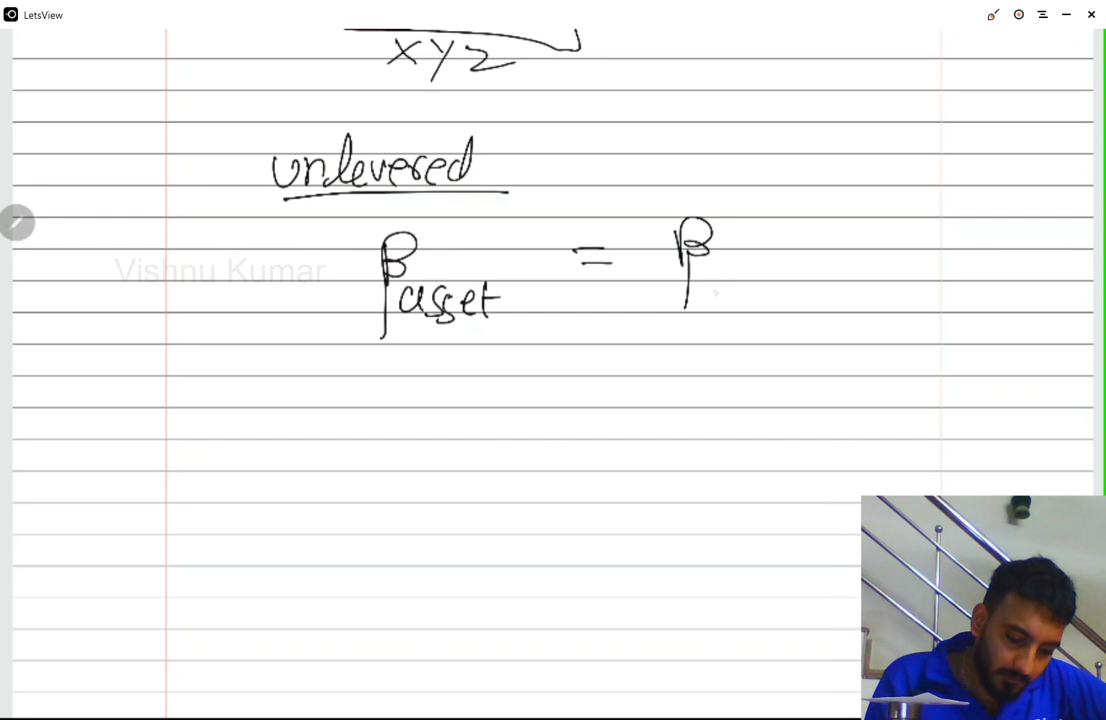 LetsView
xyz
unlevered
β asset = β
Vishnu Kumar